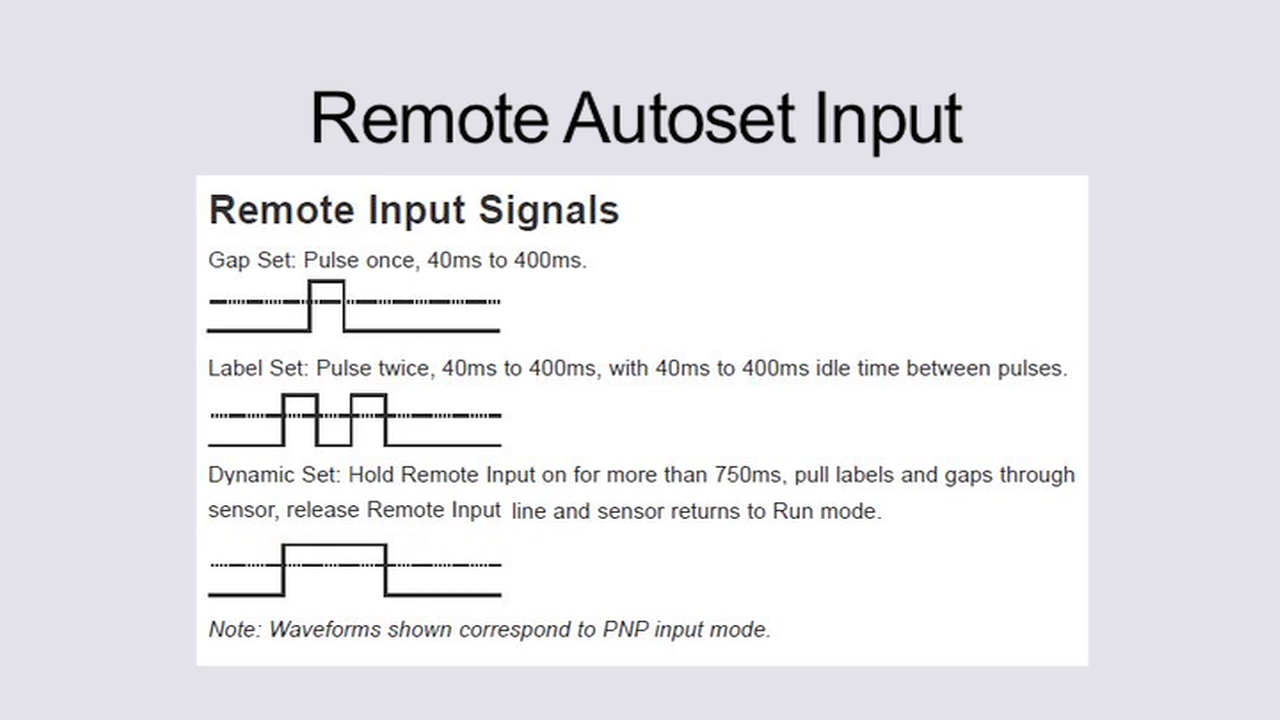 Remote Autoset Input
Remote Input Signals
Gap Set: Pulse once, 40ms to 400ms.
Label Set: Pulse twice, 40ms to 400ms, with 40ms to 400ms idle time between pulses.
Dynamic Set: Hold Remote Input on for more than 750ms, pull labels and gaps through
sensor, release Remote Input line and sensor returns to Run mode.
Note: Waveforms shown correspond to PNP input mode.